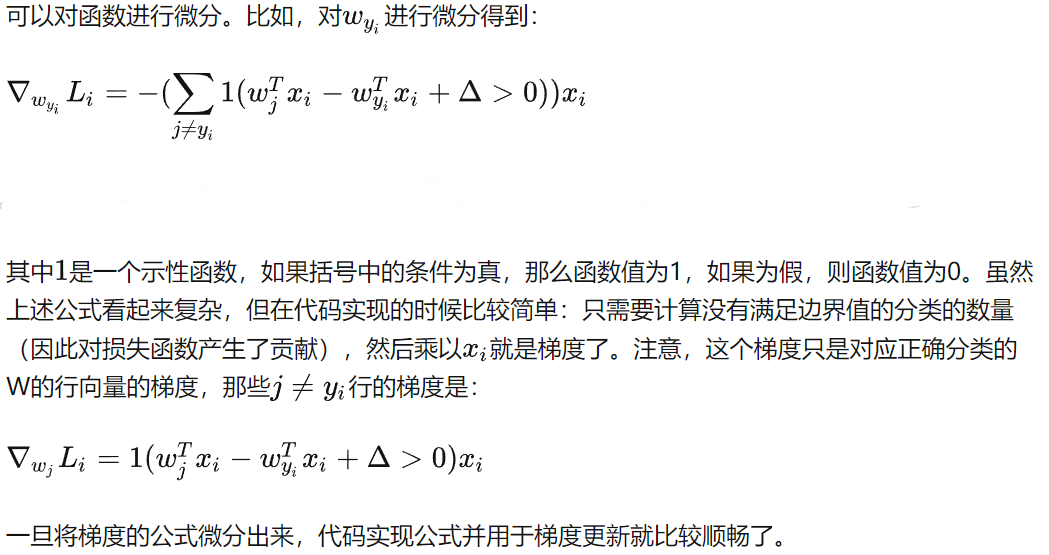 可以对函数进行微分。比如，对$w_{y_i}$进行微分得到：
$\nabla_{w_{y_i}} L_i = -(\sum_{j \neq y_i} 1(w_j^T x_i - w_{y_i}^T x_i + \Delta > 0)) x_i$
其中1是一个示性函数，如果括号中的条件为真，那么函数值为1，如果为假，则函数值为0。虽然
上述公式看起来复杂，但在代码实现的时候比较简单：只需要计算没有满足边界值的分类的数量
（因此对损失函数产生了贡献），然后乘以$x_i$就是梯度了。注意，这个梯度只是对应正确分类的
W的行向量的梯度，那些$j \neq y_i$行的梯度是：
$\nabla_{w_j} L_i = 1(w_j^T x_i - w_{y_i}^T x_i + \Delta > 0) x_i$
一旦将梯度的公式微分出来，代码实现公式并用于梯度更新就比较顺畅了。